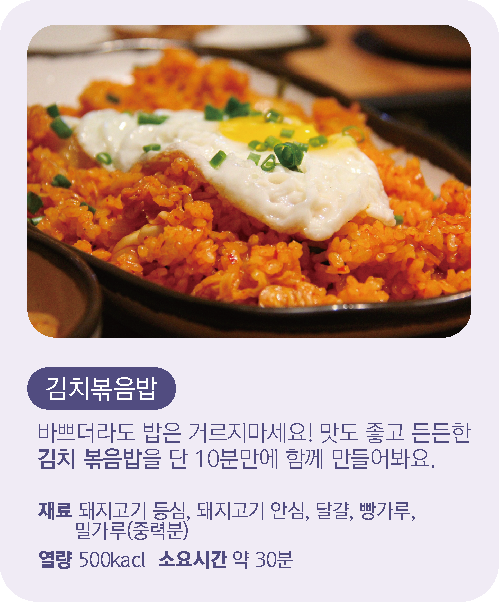 김치볶음밥
바쁘더라도 밥은 거르지마세요! 맛도 좋고 든든한
김치 볶음밥을 단 10분만에 함께 만들어봐요.
재료 돼지고기 등심, 돼지고기 안심, 달걀, 빵가루,
밀가루(중력분)
열량 500kacl 소요시간 약 30분